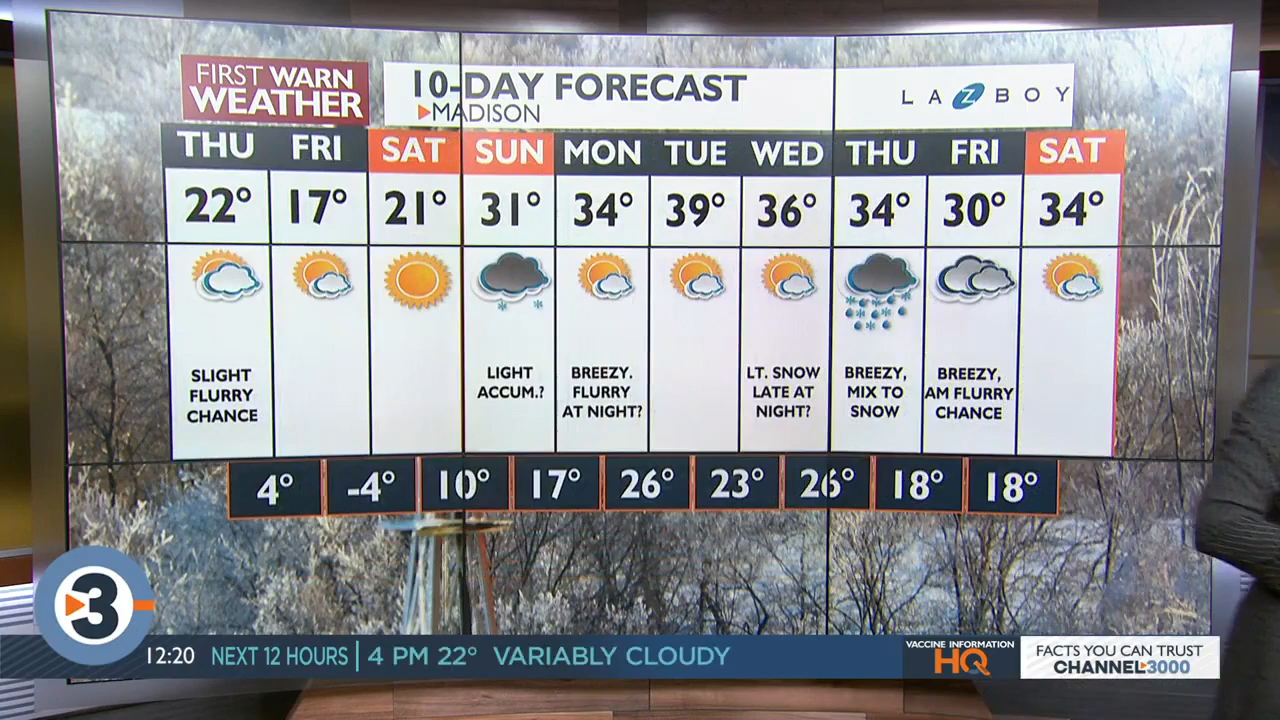 FIRST WARN
WEATHER
10-DAY FORECAST
MADISON
LAZBOY
THU FRI SAT SUN MON TUE WED THU FRI SAT
22° 17° 21° 31° 34° 39° 36° 34° 30° 34°
SLIGHT
FLURRY
CHANCE
LIGHT
ACCUM.?
BREEZY.
FLURRY
AT NIGHT?
LT. SNOW
LATE AT
NIGHT?
BREEZY,
MIX TO
SNOW
BREEZY,
AM FLURRY
CHANCE
4° -4° 10° 17° 26° 23° 26° 18° 18°
3
12:20 NEXT 12 HOURS | 4 PM 22° VARIABLY CLOUDY
VACCINE INFORMATION
HQ
FACTS YOU CAN TRUST
CHANNEL3000